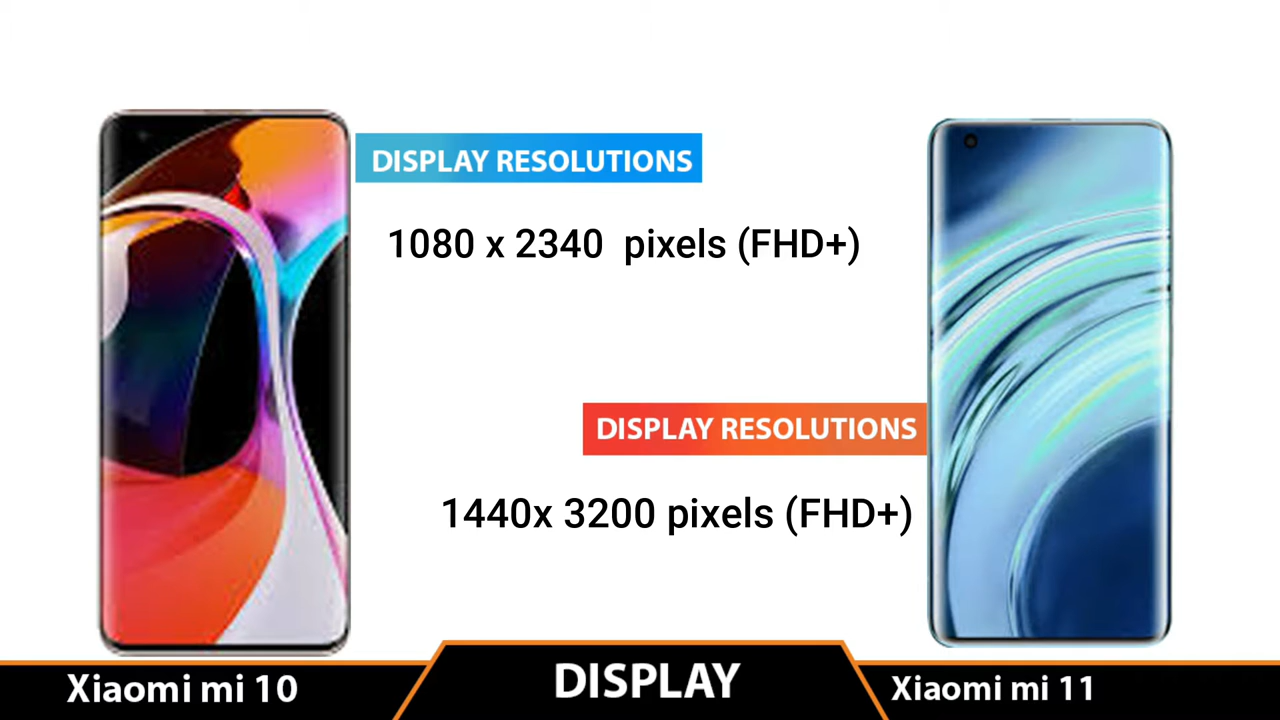 DISPLAY RESOLUTIONS
1080 x 2340 pixels (FHD+)
DISPLAY RESOLUTIONS
1440x 3200 pixels (FHD+)
Xiaomi mi 10
DISPLAY
Xiaomi mi 11